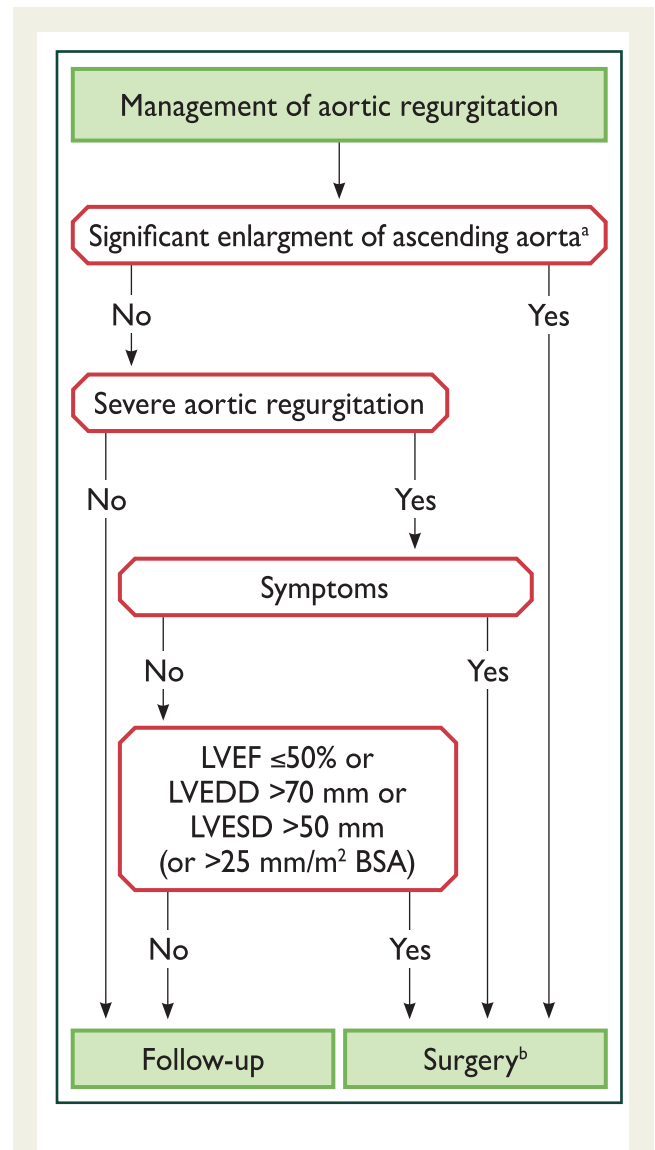 Management of aortic regurgitation
Significant enlargment of ascending aortaᵃ
No
Yes
Severe aortic regurgitation
No
Yes
Symptoms
No
Yes
LVEF ≤50% or
LVEDD >70 mm or
LVESD >50 mm
(or >25 mm/m² BSA)
No
Yes
Follow-up
Surgeryᵇ